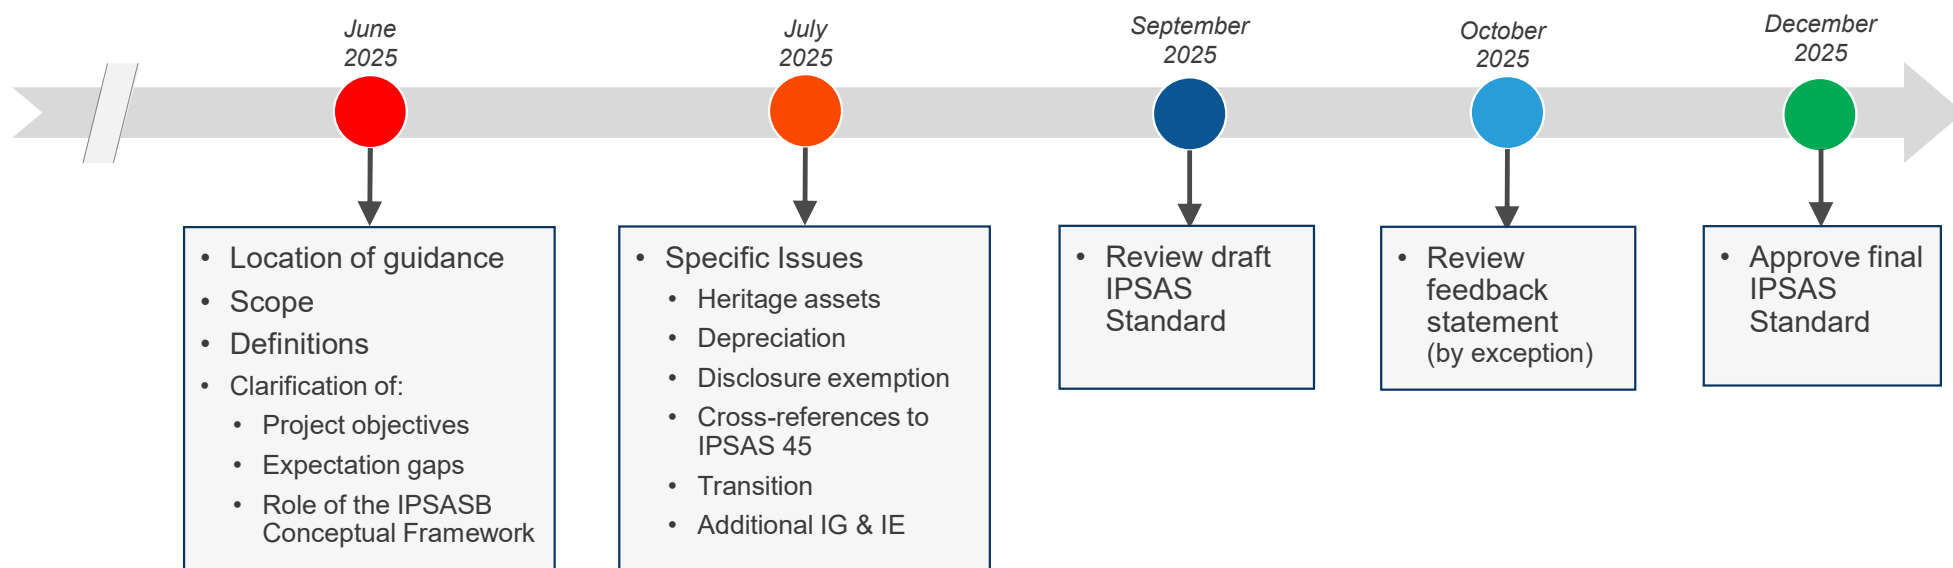 June
2025
• Location of guidance
• Scope
• Definitions
• Clarification of:
• Project objectives
• Expectation gaps
• Role of the IPSASB
Conceptual Framework
July
2025
• Specific Issues
• Heritage assets
• Depreciation
• Disclosure exemption
• Cross-references to
IPSAS 45
• Transition
• Additional IG & IE
September
2025
• Review draft
IPSAS
Standard
October
2025
• Review
feedback
statement
(by exception)
December
2025
• Approve final
IPSAS
Standard